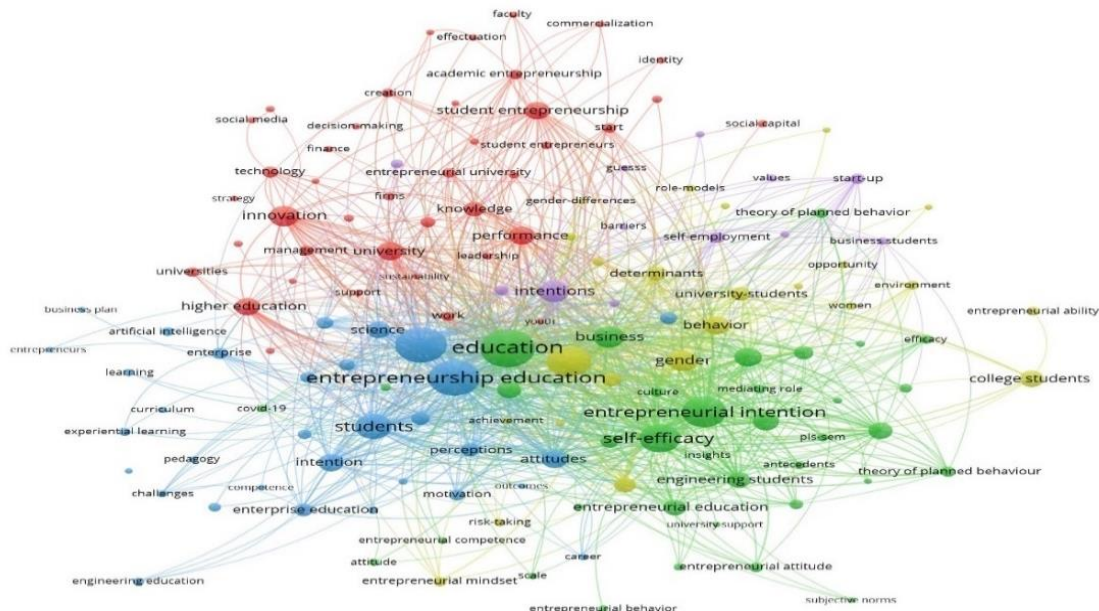 faculty
commercialization
effectuation
identity
academic entrepreneurship
creation
student entrepreneurship
social media
decision-making
start
social capital
student entrepreneurs
finance
technology
entrepreneurial university
guesss
values
start-up
role-models
strategy
firms
gender-differences
knowledge
innovation
theory of planned behavior
barriers
performance
self-employment
business students
management
university
leadership
opportunity
universities
sustainability
determinants
environment
support
intentions
university-students
higher education
women
business plan
work
youth
entrepreneurial ability
artificial intelligence
science
business
behavior
efficacy
entrepreneurs
enterprise
education
gender
learning
entrepreneurship education
college students
culture
mediating role
curriculum
covid-19
entrepreneurial intention
achievement
experiential learning
students
self-efficacy
pls-sem
perceptions
insights
pedagogy
intention
attitudes
antecedents
theory of planned behaviour
engineering students
challenges
competence
outcomes
motivation
enterprise education
entrepreneurial education
risk-taking
university support
entrepreneurial competence
career
attitude
entrepreneurial attitude
engineering education
entrepreneurial mindset
scale
subjective norms
entrepreneurial behavior